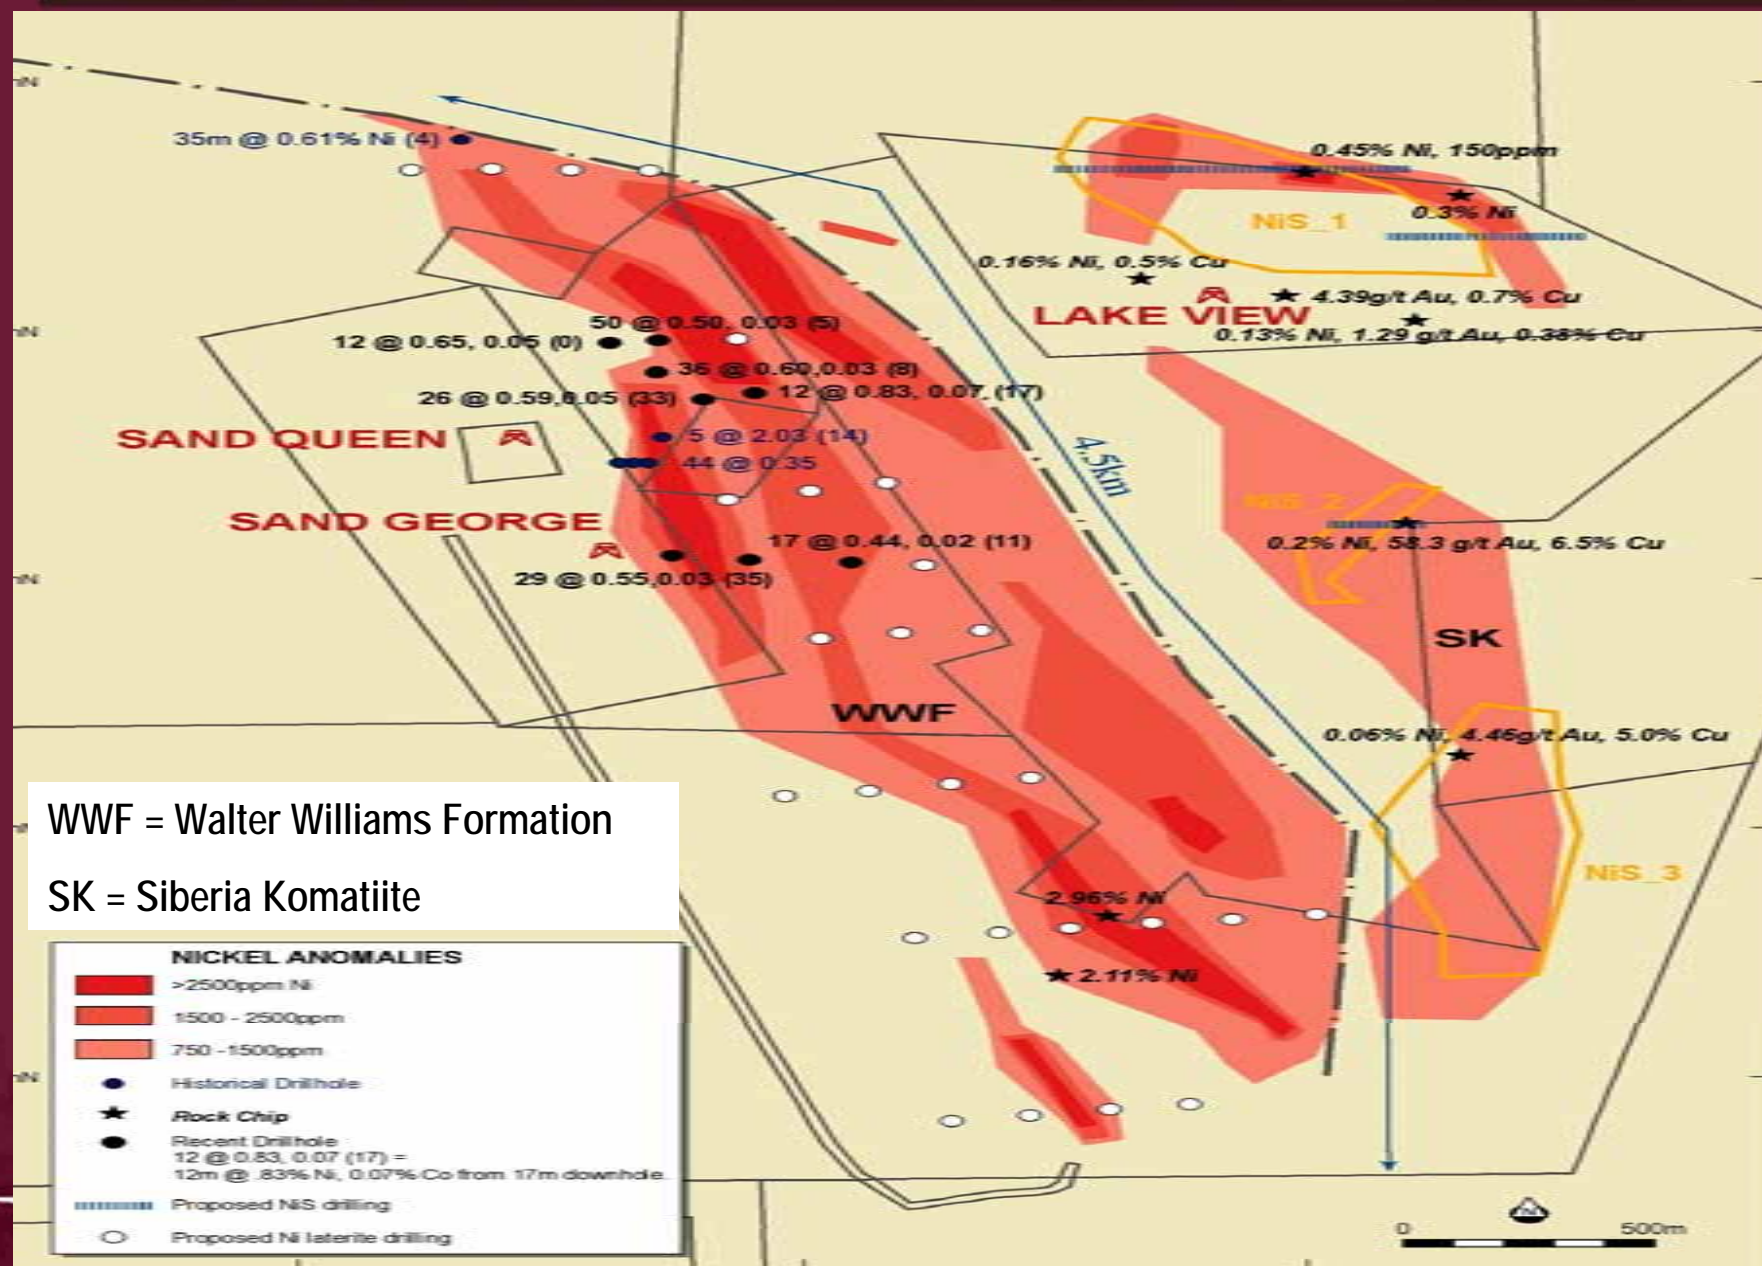 35m @ 0.61% Ni (4)
0.45% Ni, 150ppm
0.3% Ni
NiS_1
0.16% Ni, 0.5% Cu
4.39g/t Au, 0.7% Cu
LAKE VIEW
0.13% Ni, 1.29 g/t Au, 0.38% Cu
50 @ 0.50, 0.03 (5)
12 @ 0.65, 0.05 (0)
36 @ 0.60,0.03 (8)
12 @ 0.83, 0.07, (17)
26 @ 0.59,0.05 (33)
SAND QUEEN
5 @ 2.03 (14)
44 @ 0.35
4.5km
NiS_2
SAND GEORGE
17 @ 0.44, 0.02 (11)
0.2% Ni, 58.3 g/t Au, 6.5% Cu
29 @ 0.55,0.03 (35)
SK
WWF
0.06% Ni, 4.46g/t Au, 5.0% Cu
NiS_3
WWF = Walter Williams Formation
SK = Siberia Komatiite
2.96% Ni
2.11% Ni
NICKEL ANOMALIES
>2500ppm Ni
1500 - 2500ppm
750 -1500ppm
Historical Drillhole
Rock Chip
Recent Drillhole
12 @ 0.83, 0.07 (17) =
12m @ .83% Ni, 0.07% Co from 17m downhole.
Proposed NiS drilling
Proposed Ni laterite drilling
N
0 500m